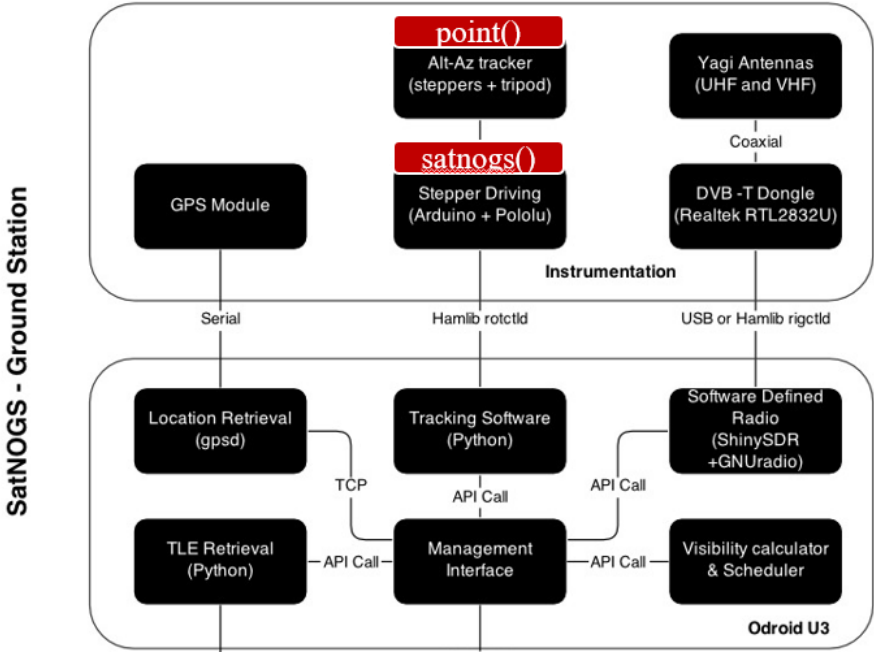 SatNOGS - Ground Station
point()
Alt-Az tracker
(steppers + tripod)
Yagi Antennas
(UHF and VHF)
Coaxial
GPS Module
satnogs()
Stepper Driving
(Arduino + Pololu)
DVB -T Dongle
(Realtek RTL2832U)
Instrumentation
Serial
Hamlib rotctld
USB or Hamlib rigctld
Location Retrieval
(gpsd)
Tracking Software
(Python)
Software Defined
Radio
(ShinySDR
+GNUradio)
TCP
API Call
API Call
TLE Retrieval
(Python)
API Call
Management
Interface
API Call
Visibility calculator
& Scheduler
Odroid U3